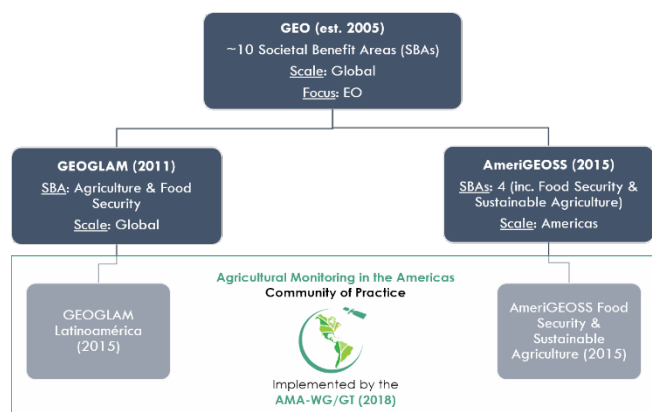 GEO (est. 2005)
~10 Societal Benefit Areas (SBAs)
Scale: Global
Focus: EO
GEOGLAM (2011)
SBA: Agriculture & Food
Security
Scale: Global
AmeriGEOSS (2015)
SBAs: 4 (inc. Food Security &
Sustainable Agriculture)
Scale: Americas
Agricultural Monitoring in the Americas
Community of Practice
GEOGLAM
Latinoamérica
(2015)
Implemented by the
AMA-WG/GT (2018)
AmeriGEOSS Food
Security &
Sustainable
Agriculture (2015)